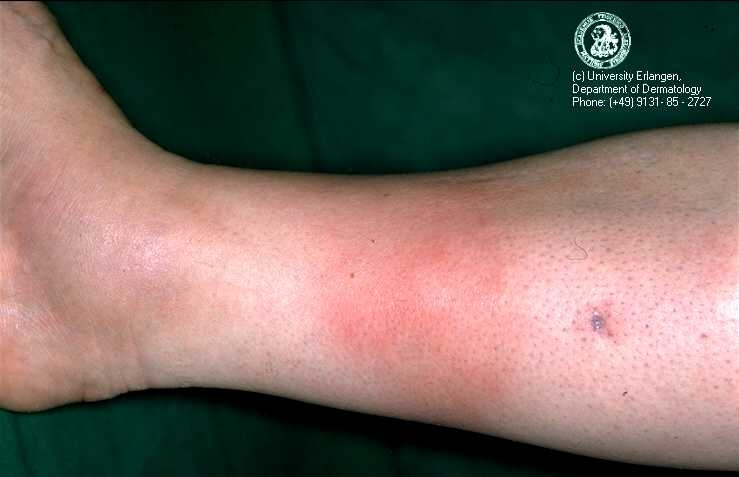 (c) University Erlangen,
Department of Dermatology
Phone: (+49) 9131- 85 - 2727